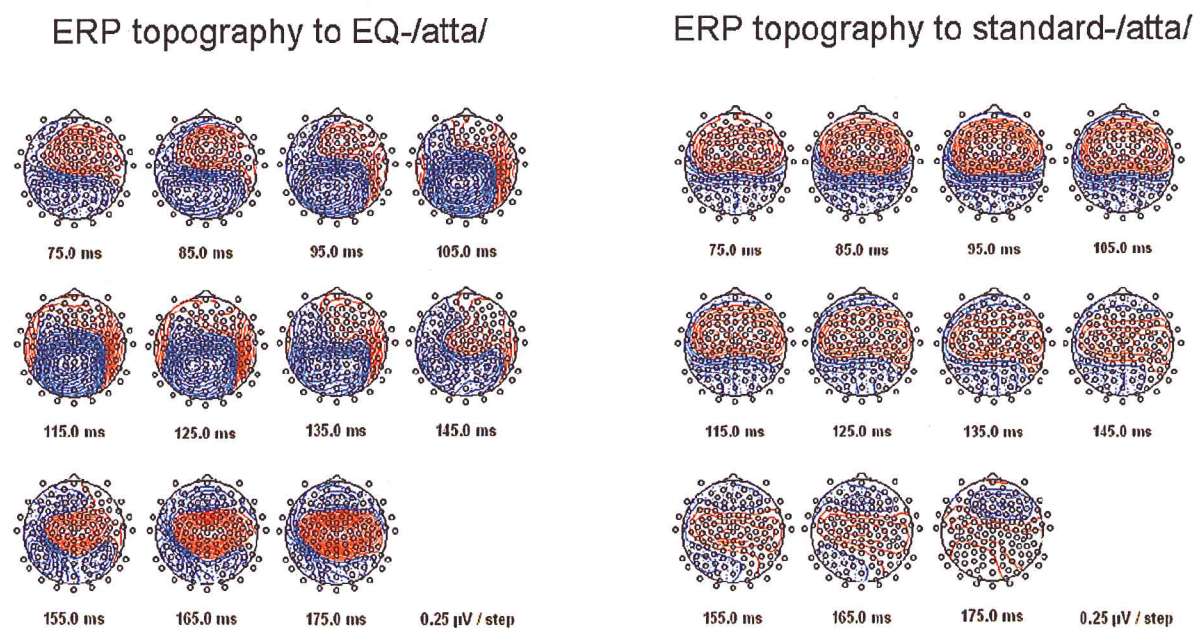 ERP topography to EQ-/atta/
75.0 ms 85.0 ms 95.0 ms 105.0 ms
115.0 ms 125.0 ms 135.0 ms 145.0 ms
155.0 ms 165.0 ms 175.0 ms 0.25 µV / step
ERP topography to standard-/atta/
75.0 ms 85.0 ms 95.0 ms 105.0 ms
115.0 ms 125.0 ms 135.0 ms 145.0 ms
155.0 ms 165.0 ms 175.0 ms 0.25 µV / step